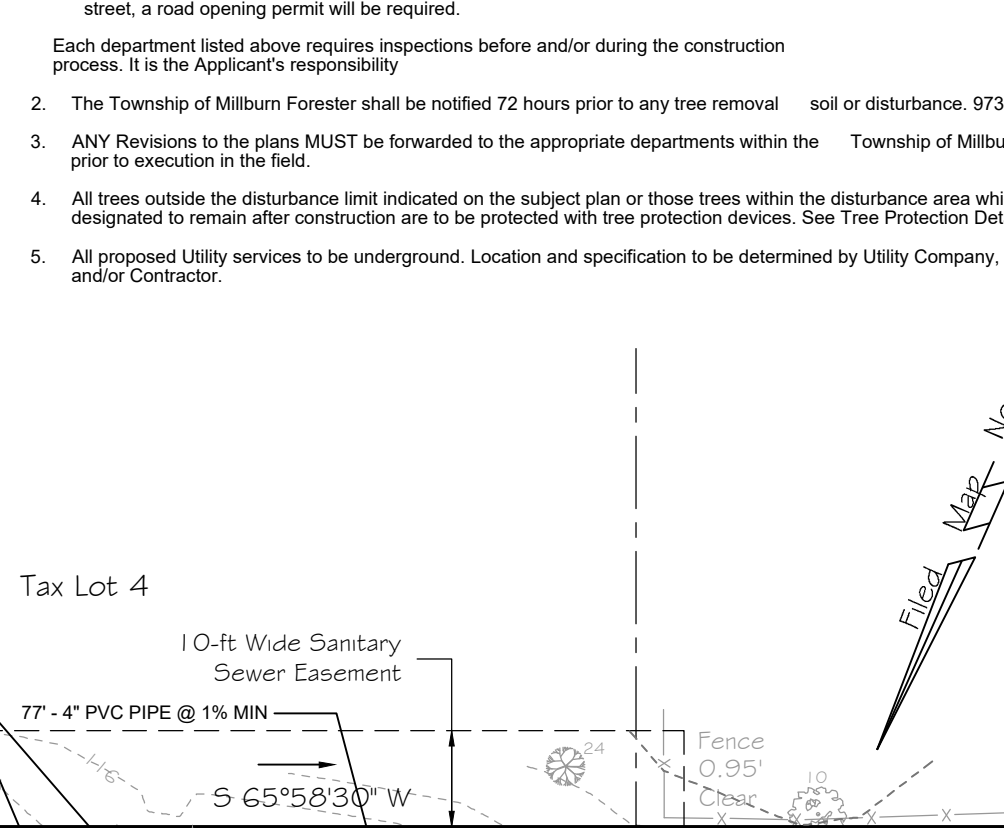 street, a road opening permit will be required.
Each department listed above requires inspections before and/or during the construction
process. It is the Applicant's responsibility
2. The Township of Millburn Forester shall be notified 72 hours prior to any tree removal soil or disturbance. 973
3. ANY Revisions to the plans MUST be forwarded to the appropriate departments within the Township of Millbu
prior to execution in the field.
4. All trees outside the disturbance limit indicated on the subject plan or those trees within the disturbance area whi
designated to remain after construction are to be protected with tree protection devices. See Tree Protection Det
5. All proposed Utility services to be underground. Location and specification to be determined by Utility Company,
and/or Contractor.
Filed Map No
Tax Lot 4
10-ft Wide Sanitary
Sewer Easement
77' - 4" PVC PIPE @ 1% MIN
116
24
Fence
0.95'
Clear
10
S 65°58'30" W